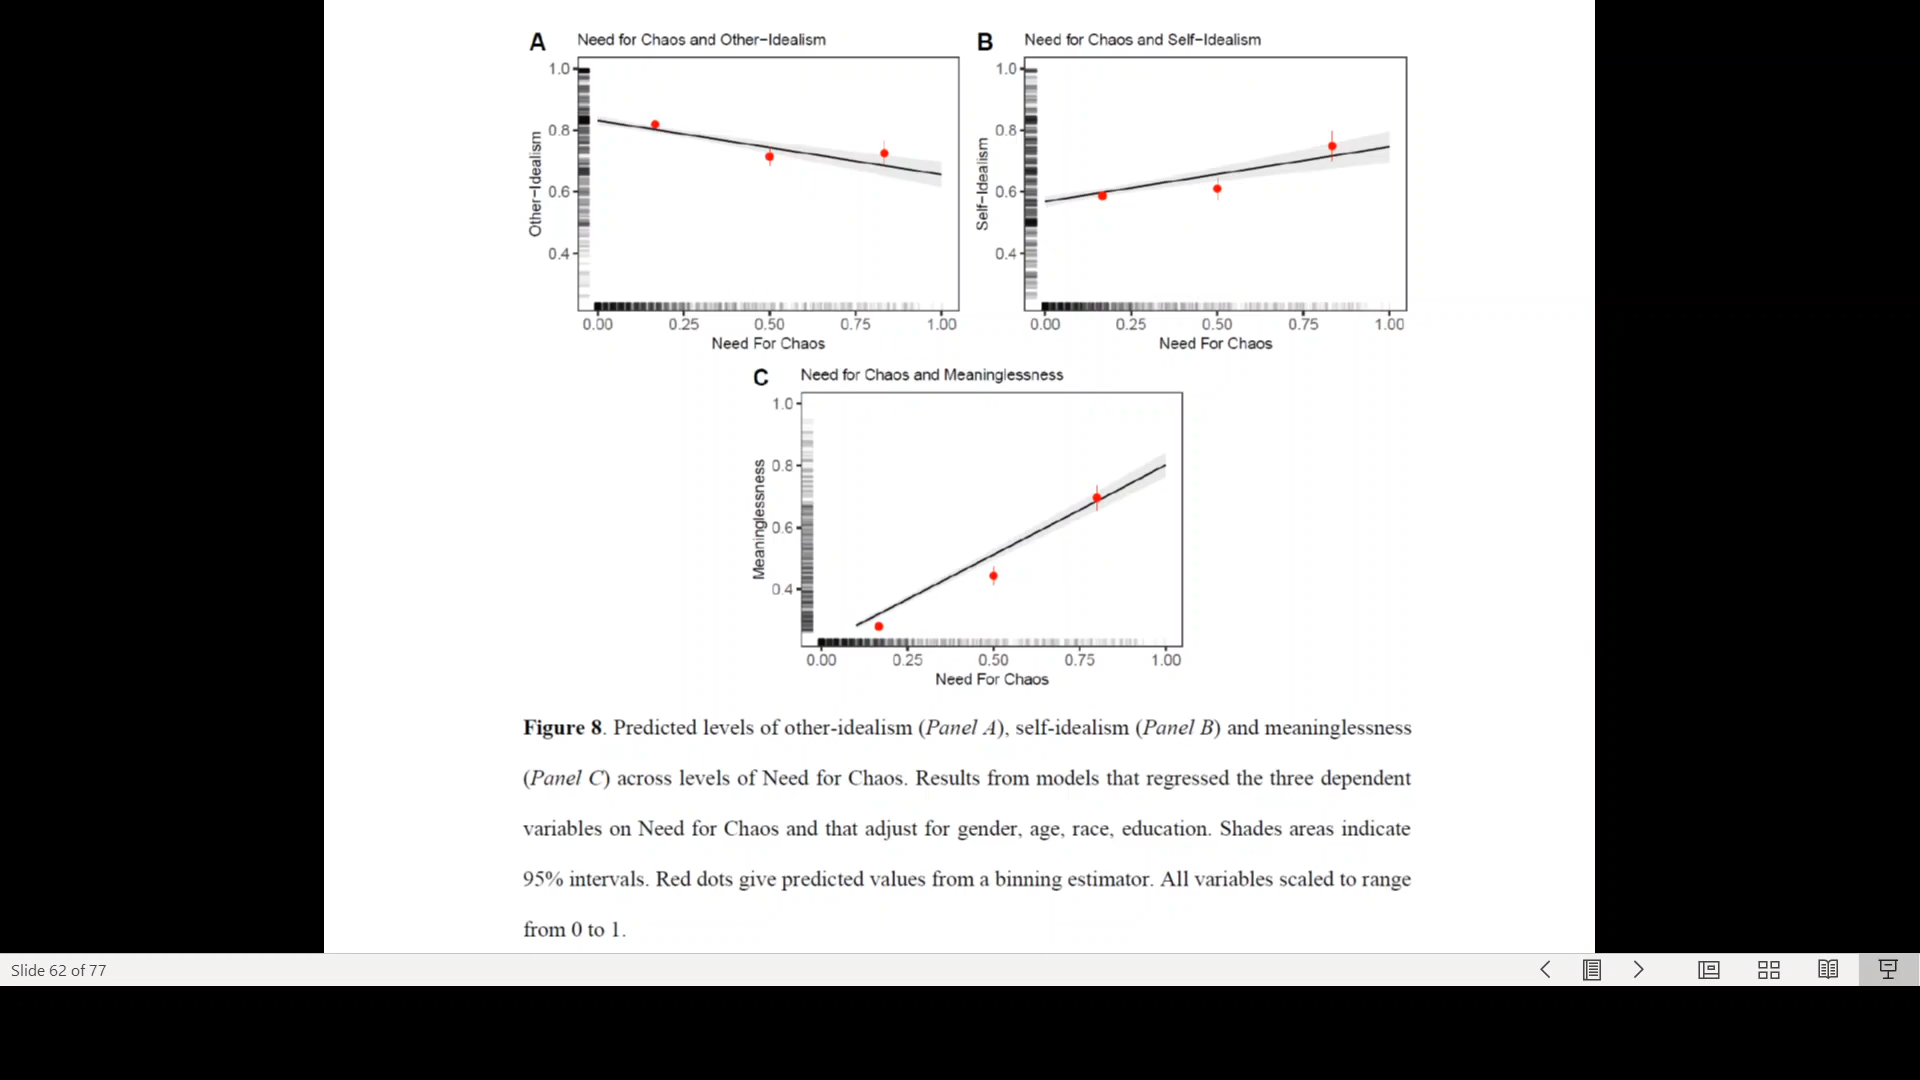 A Need for Chaos and Other−Idealism
1.0
0.8
0.6
0.4
Other−Idealism
0.00 0.25 0.50 0.75 1.00
Need For Chaos
B Need for Chaos and Self−Idealism
1.0
0.8
0.6
0.4
Self−Idealism
0.00 0.25 0.50 0.75 1.00
Need For Chaos
C Need for Chaos and Meaninglessness
1.0
0.8
0.6
0.4
Meaninglessness
0.00 0.25 0.50 0.75 1.00
Need For Chaos
Figure 8. Predicted levels of other-idealism (Panel A), self-idealism (Panel B) and meaninglessness
(Panel C) across levels of Need for Chaos. Results from models that regressed the three dependent
variables on Need for Chaos and that adjust for gender, age, race, education. Shades areas indicate
95% intervals. Red dots give predicted values from a binning estimator. All variables scaled to range
from 0 to 1.
Slide 62 of 77